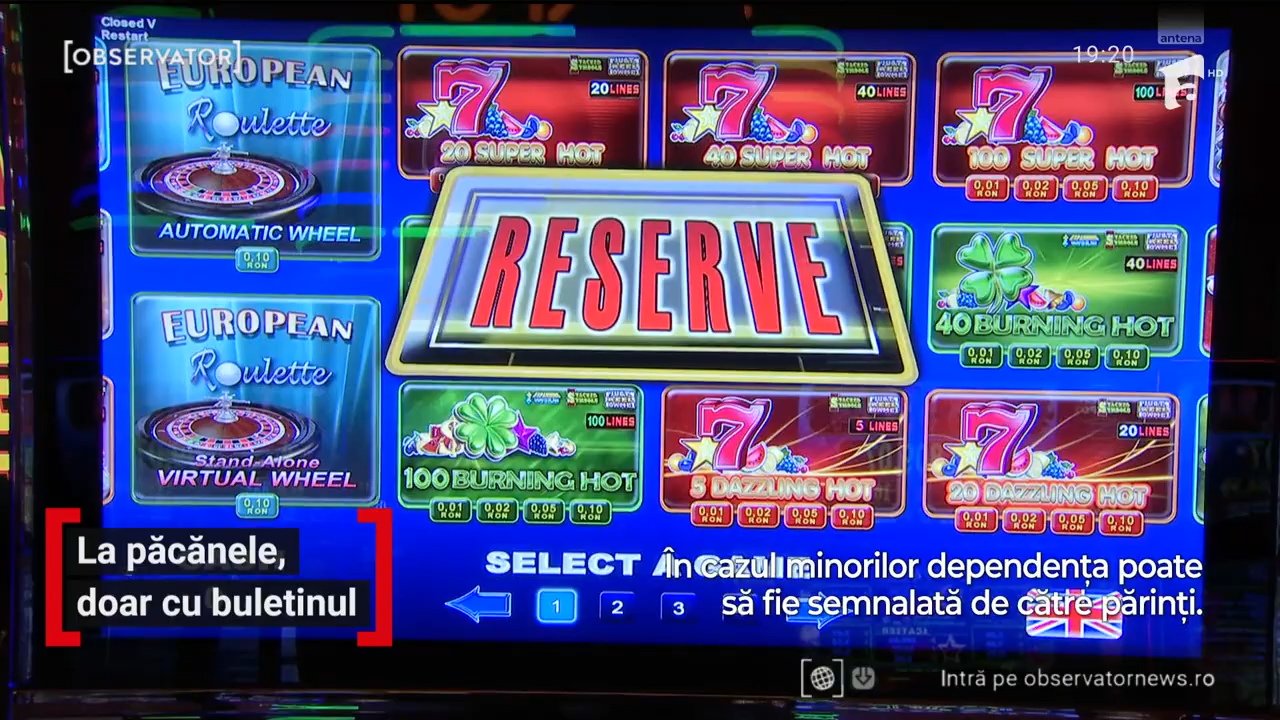 Closed V
Restart
[OBSERVATOR]
antena
19:20
HD
EUROPEAN
Roulette
AUTOMATIC WHEEL
0,10
RON
20 LINES
20 SUPER HOT
40 LINES
40 SUPER HOT
100 LINES
100 SUPER HOT
0,01 RON 0,02 RON 0,05 RON 0,10 RON
RESERVE
40 LINES
40 BURNING HOT
0,01 RON 0,02 RON 0,05 RON 0,10 RON
EUROPEAN
Roulette
Stand-Alone
VIRTUAL WHEEL
0,10
RON
100 LINES
100 BURNING HOT
0,01 RON 0,02 RON 0,05 RON 0,10 RON
5 LINES
5 DAZZLING HOT
0,01 RON 0,02 RON 0,05 RON 0,10 RON
20 LINES
20 DAZZLING HOT
0,01 RON 0,02 RON 0,05 RON 0,10 RON
SELECT A GAME
1 2 3
La păcănele,
doar cu buletinul
În cazul minorilor dependența poate
să fie semnalată de către părinți.
Intră pe observatornews.ro